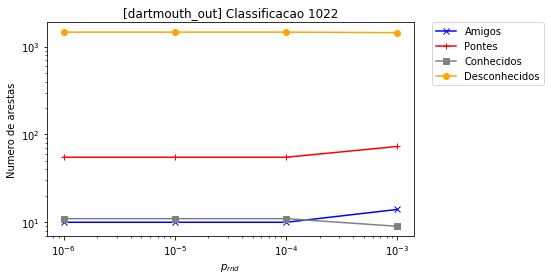 [dartmouth_out] Classificacao 1022
Numero de arestas
10³
10²
10¹
10⁻⁶
10⁻⁵
10⁻⁴
10⁻³
p_rnd
Amigos
Pontes
Conhecidos
Desconhecidos